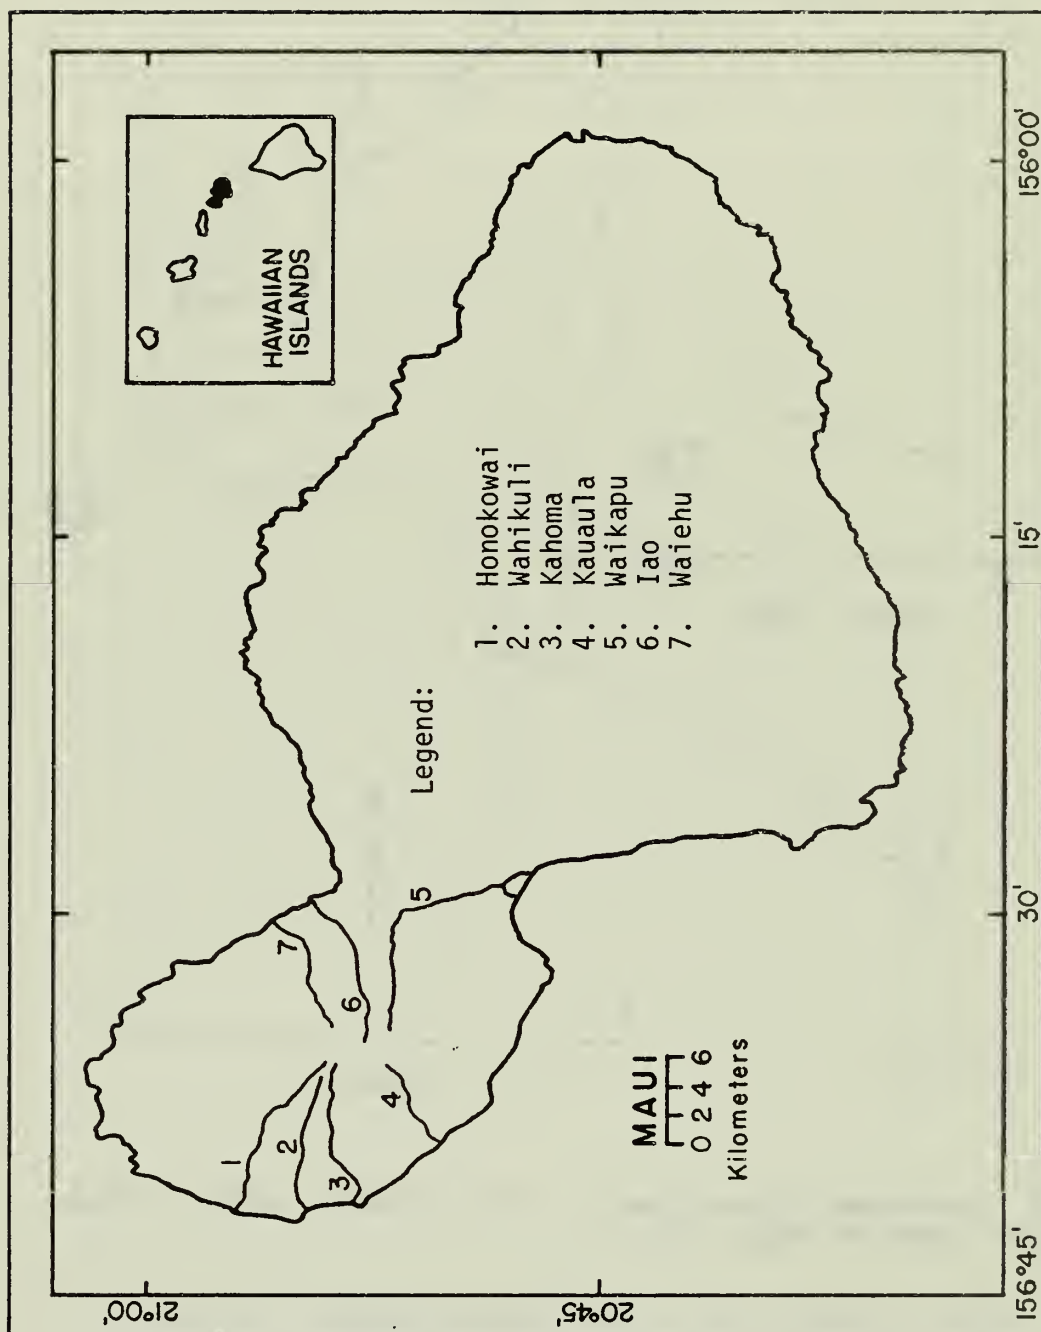 HAWAIIAN
ISLANDS
Legend:
1. Honokowai
2. Wahikuli
3. Kahoma
4. Kauaula
5. Waikapu
6. Iao
7. Waiehu
1
2
3
4
5
6
7
MAUI
0 2 4 6
Kilometers
21°00'
20°45'
156°45'
30'
15'
156°00'